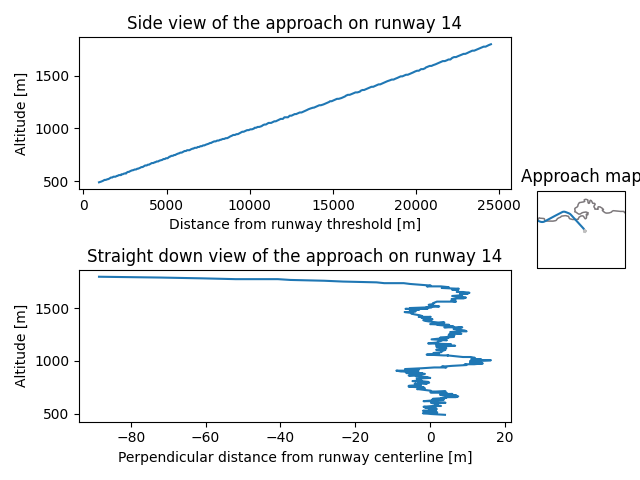 Side view of the approach on runway 14
Altitude [m]
1500
1000
500
0
5000
10000
15000
20000
25000
Distance from runway threshold [m]
Approach map
Straight down view of the approach on runway 14
Altitude [m]
1500
1000
500
−80
−60
−40
−20
0
20
Perpendicular distance from runway centerline [m]